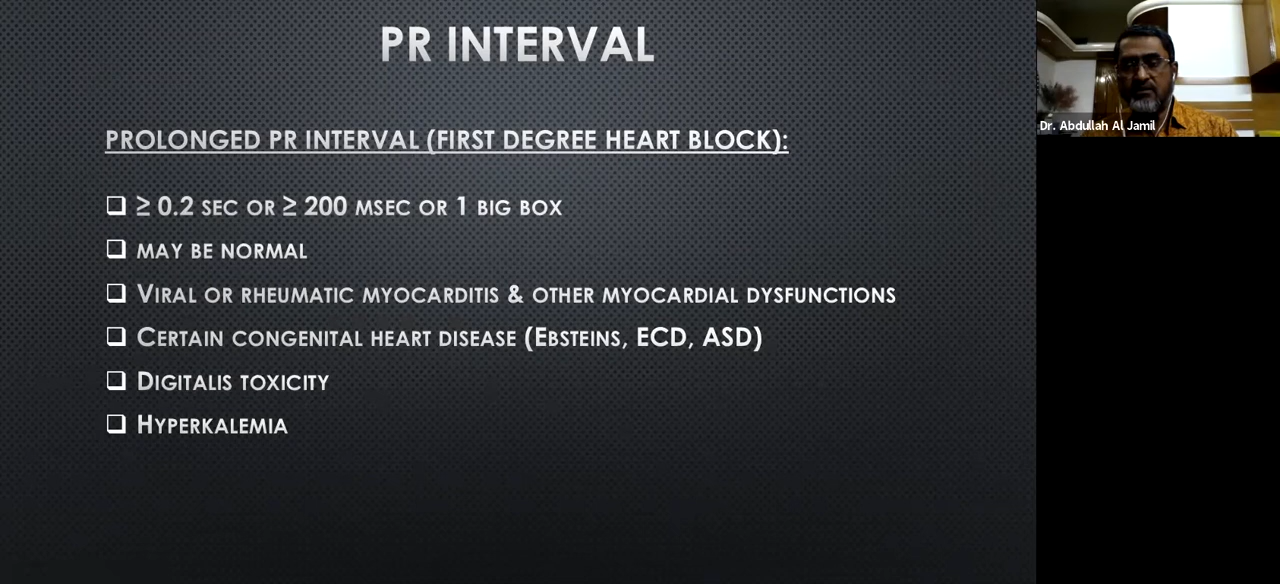 PR INTERVAL
PROLONGED PR INTERVAL (FIRST DEGREE HEART BLOCK):
≥ 0.2 SEC OR ≥ 200 MSEC OR 1 BIG BOX
MAY BE NORMAL
VIRAL OR RHEUMATIC MYOCARDITIS & OTHER MYOCARDIAL DYSFUNCTIONS
CERTAIN CONGENITAL HEART DISEASE (EBSTEINS, ECD, ASD)
DIGITALIS TOXICITY
HYPERKALEMIA
Dr. Abdullah Al Jamil